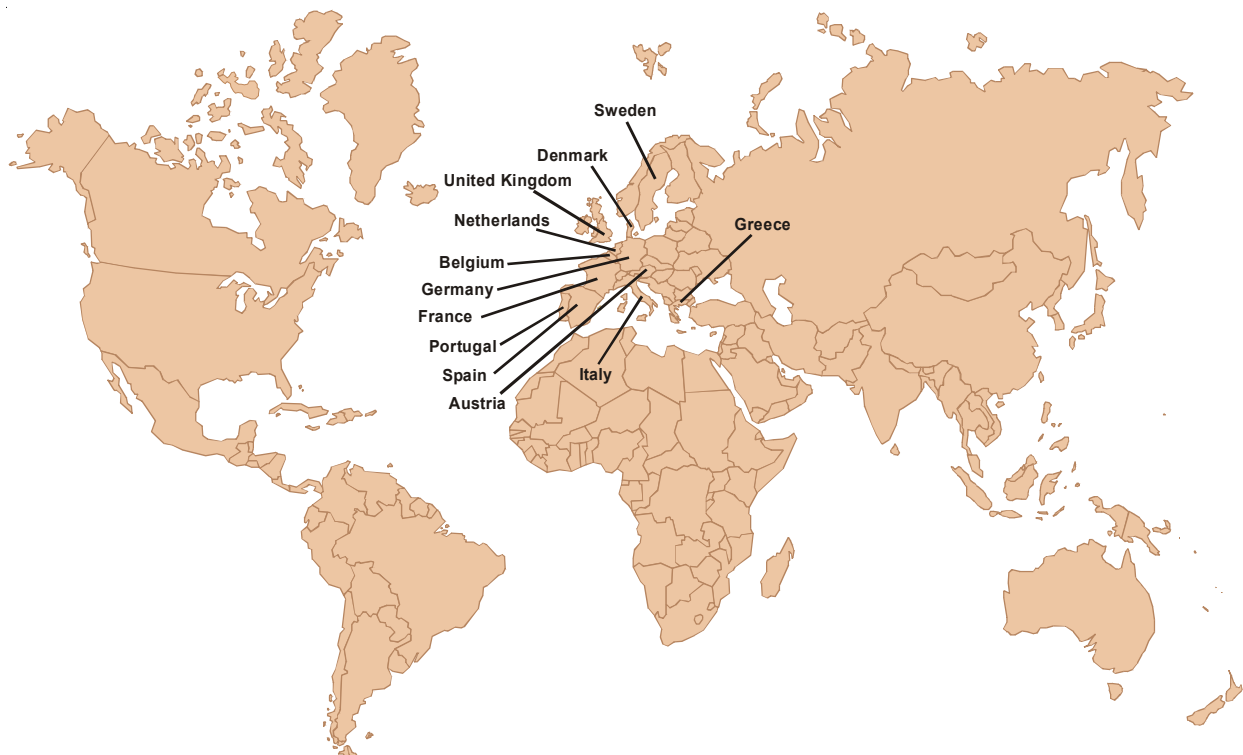 Sweden
Denmark
United Kingdom
Netherlands
Greece
Belgium
Germany
France
Portugal
Spain
Italy
Austria